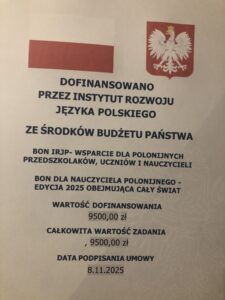 DOFINANSOWANO
PRZEZ INSTYTUT ROZWOJU
JĘZYKA POLSKIEGO
ZE ŚRODKÓW BUDŻETU PAŃSTWA
BON IRJP- WSPARCIE DLA POLONIJNYCH
PRZEDSZKOLAKÓW, UCZNIÓW I NAUCZYCIELI
BON DLA NAUCZYCIELA POLONIJNEGO -
EDYCJA 2025 OBEJMUJĄCA CAŁY ŚWIAT
WARTOŚĆ DOFINANSOWANIA
9500,00 zł
CAŁKOWITA WARTOŚĆ ZADANIA
, 9500,00 zł
DATA PODPISANIA UMOWY
8.11.2025